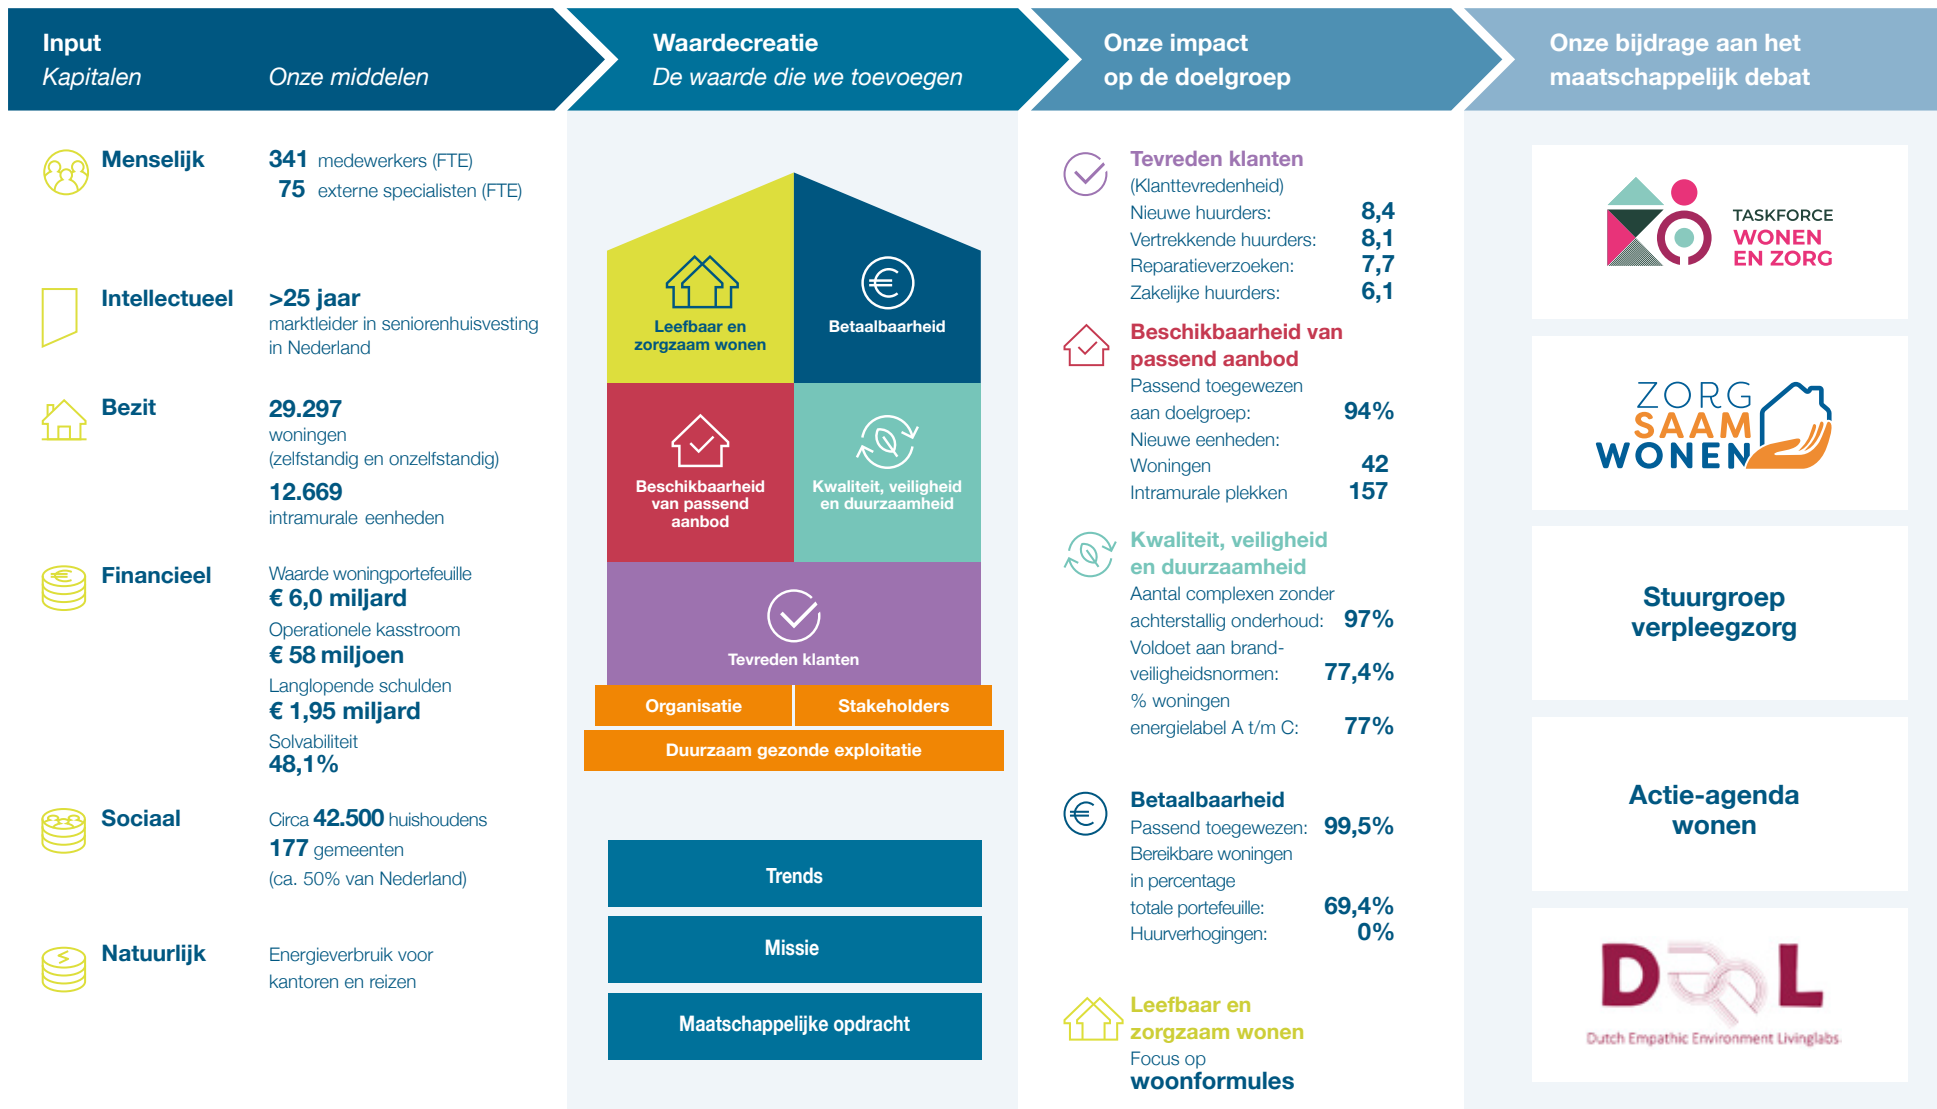 Input
Kapitalen
Onze middelen
Waardecreatie
De waarde die we toevoegen
Onze impact
op de doelgroep
Onze bijdrage aan het
maatschappelijk debat
Menselijk
341 medewerkers (FTE)
75 externe specialisten (FTE)
Intellectueel
>25 jaar
marktleider in seniorenhuisvesting
in Nederland
Bezit
29.297
woningen
(zelfstandig en onzelfstandig)
12.669
intramurale eenheden
Financieel
Waarde woningportefeuille
€ 6,0 miljard
Operationele kasstroom
€ 58 miljoen
Langlopende schulden
€ 1,95 miljard
Solvabiliteit
48,1%
Sociaal
Circa 42.500 huishoudens
177 gemeenten
(ca. 50% van Nederland)
Natuurlijk
Energieverbruik voor
kantoren en reizen
Leefbaar en
zorgzaam wonen
Betaalbaarheid
Beschikbaarheid
van passend
aanbod
Kwaliteit, veiligheid
en duurzaamheid
Tevreden klanten
Organisatie
Stakeholders
Duurzaam gezonde exploitatie
Trends
Missie
Maatschappelijke opdracht
Tevreden klanten
(Klanttevredenheid)
Nieuwe huurders: 8,4
Vertrekkende huurders: 8,1
Reparatieverzoeken: 7,7
Zakelijke huurders: 6,1
Beschikbaarheid van
passend aanbod
Passend toegewezen
aan doelgroep: 94%
Nieuwe eenheden:
Woningen 42
Intramurale plekken 157
Kwaliteit, veiligheid
en duurzaamheid
Aantal complexen zonder
achterstallig onderhoud: 97%
Voldoet aan brand-
veiligheidsnormen: 77,4%
% woningen
energielabel A t/m C: 77%
Betaalbaarheid
Passend toegewezen: 99,5%
Bereikbare woningen
in percentage
totale portefeuille: 69,4%
Huurverhogingen: 0%
Leefbaar en
zorgzaam wonen
Focus op
woonformules
TASKFORCE
WONEN
EN ZORG
ZORG
SAAM
WONEN
Stuurgroep
verpleegzorg
Actie-agenda
wonen
D L
Dutch Empathic Environment Livinglabs